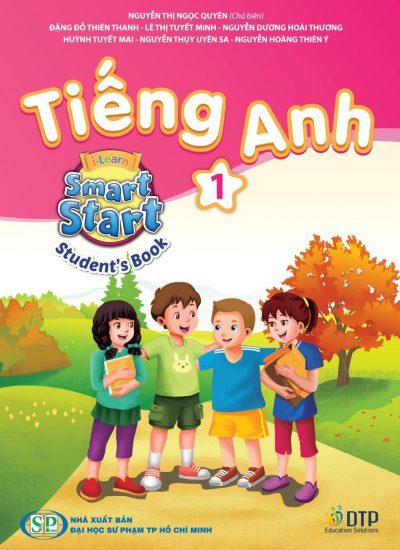 NGUYỄN THỊ NGỌC QUYÊN (Chủ biên)
ĐẶNG ĐỖ THIÊN THANH - LÊ THỊ TUYẾT MINH - NGUYỄN DƯƠNG HOÀI THƯƠNG
HUỲNH TUYẾT MAI - NGUYỄN THỤY UYÊN SA - NGUYỄN HOÀNG THIÊN Ý
Tiếng Anh
1
i-Learn
Smart
Start
Student's Book
SP
NHÀ XUẤT BẢN
ĐẠI HỌC SƯ PHẠM TP HỒ CHÍ MINH
DTP
Education Solutions